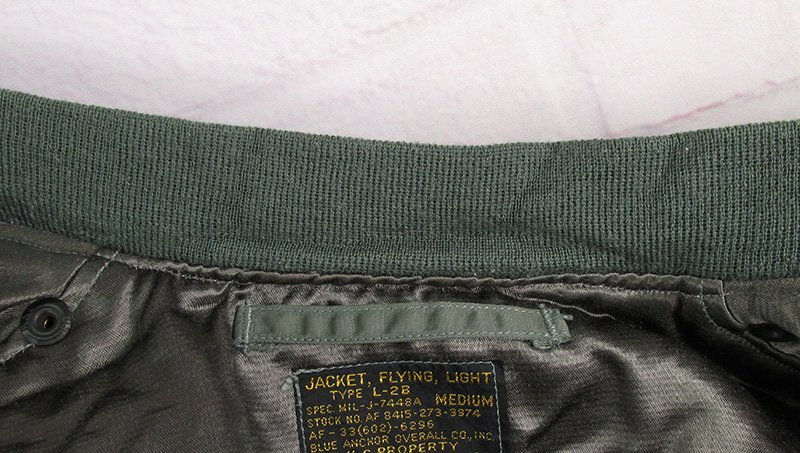 JACKET, FLYING, LIGHT
TYPE L-2B
MEDIUM
SPEC. MIL-J-7448A
STOCK NO. AF 8415-273-3974
AF-33(602)-6296
BLUE ANCHOR OVERALL CO., INC.
U.S. PROPERTY